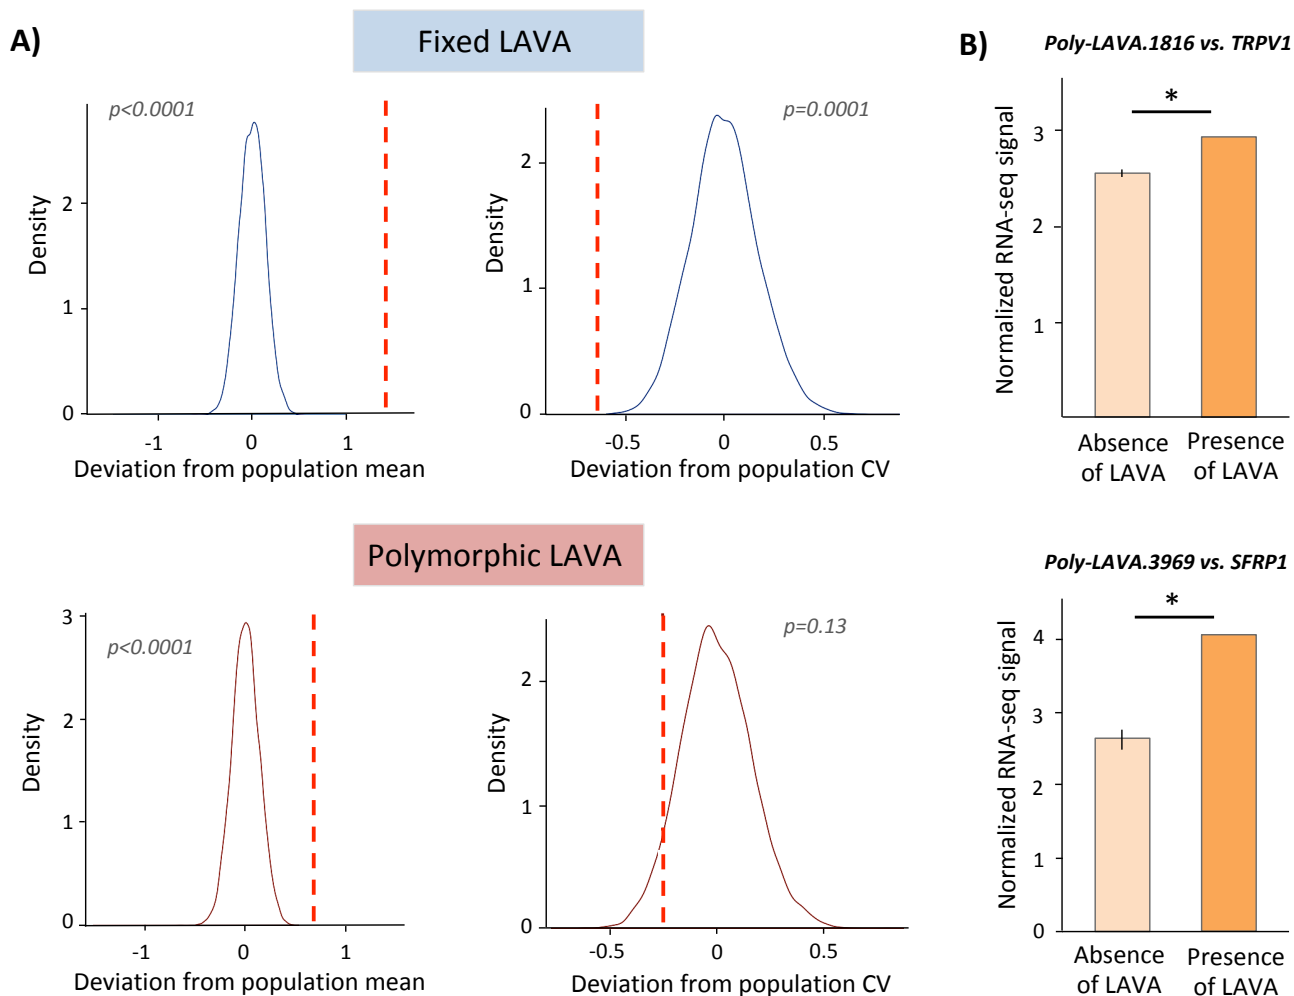 A)
Fixed LAVA
p<0.0001
Density
2
1
0
-1
0
1
Deviation from population mean
p=0.0001
Density
2
1
0
-0.5
0
0.5
Deviation from population CV
Polymorphic LAVA
p<0.0001
Density
3
2
1
0
-1
0
1
Deviation from population mean
p=0.13
Density
2
1
0
-0.5
0
0.5
Deviation from population CV
B)
Poly-LAVA.1816 vs. TRPV1
*
Normalized RNA-seq signal
3
2
1
Absence
of LAVA
Presence
of LAVA
Poly-LAVA.3969 vs. SFRP1
*
Normalized RNA-seq signal
4
3
2
1
0
Absence
of LAVA
Presence
of LAVA